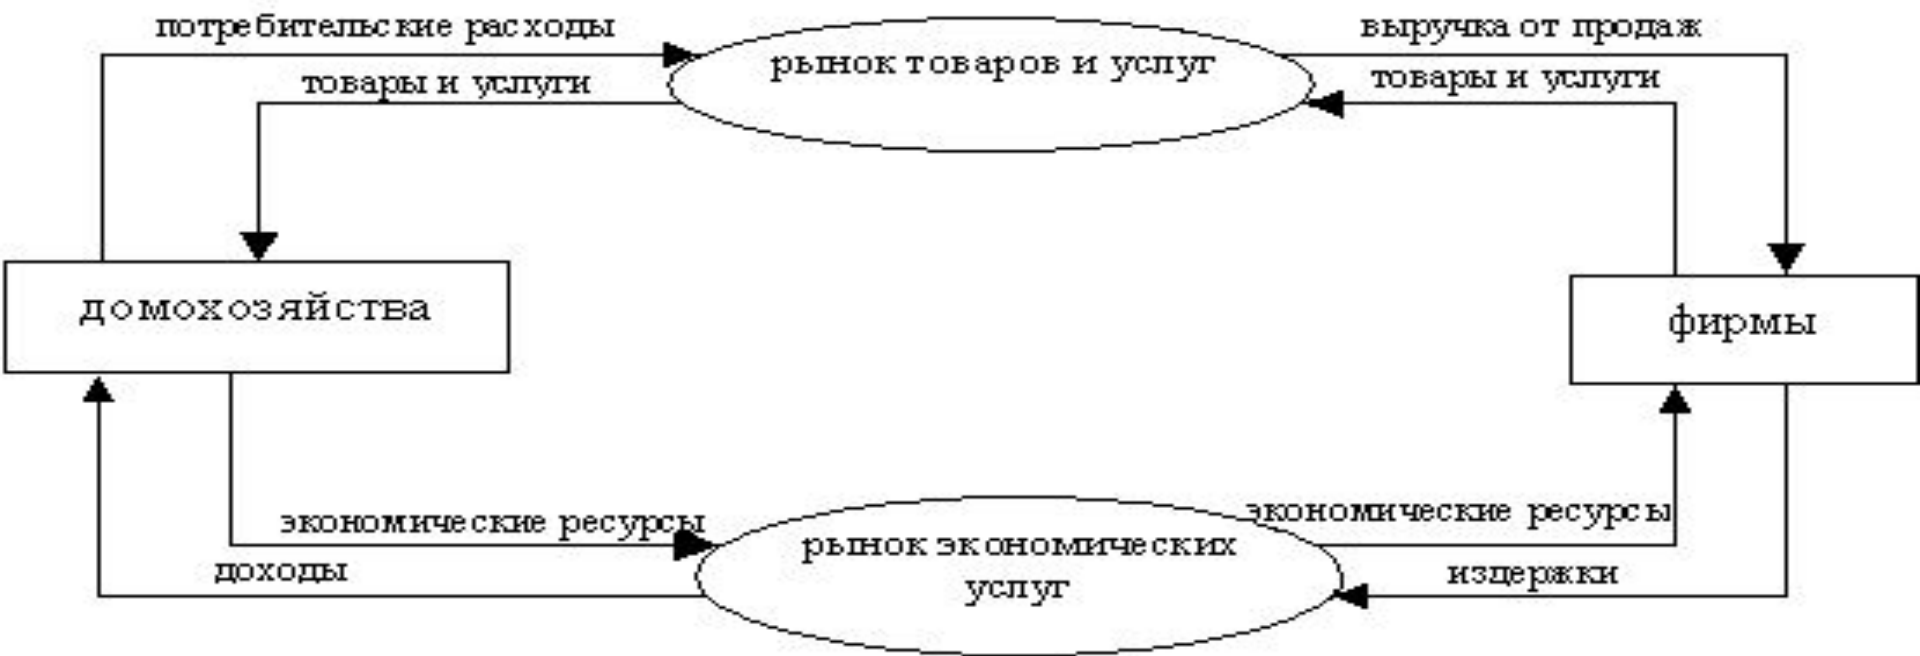 потребительские расходы
выручка от продаж
рынок товаров и услуг
товары и услуги
товары и услуги
домохозяйства
фирмы
экономические ресурсы
экономические ресурсы
рынок экономических
услуг
доходы
издержки